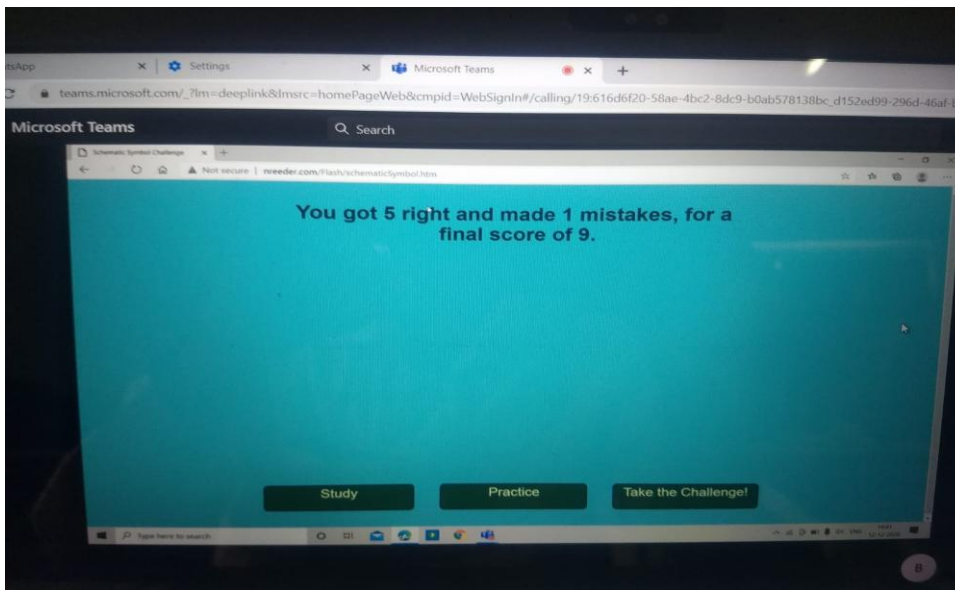 tsApp
Settings
Microsoft Teams
teams.microsoft.com/_?lm=deeplink&lmsrc=homePageWeb&cmpid=WebSignIn#/calling/19:616d6f20-58ae-4bc2-8dc9-b0ab578138bc_d152ed99-296d-46af-
Microsoft Teams
Search
Schematic Symbol Challenge
Not secure | nreeder.com/Flash/schematicSymbol.htm
You got 5 right and made 1 mistakes, for a
final score of 9.
Study
Practice
Take the Challenge!
Type here to search
ENG
B